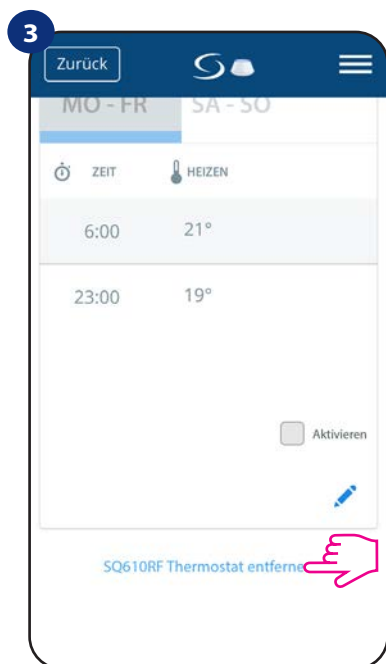 3
Zurück
MO - FR SA - SO
ZEIT HEIZEN
6:00 21°
23:00 19°
Aktivieren
SQ610RF Thermostat entferne